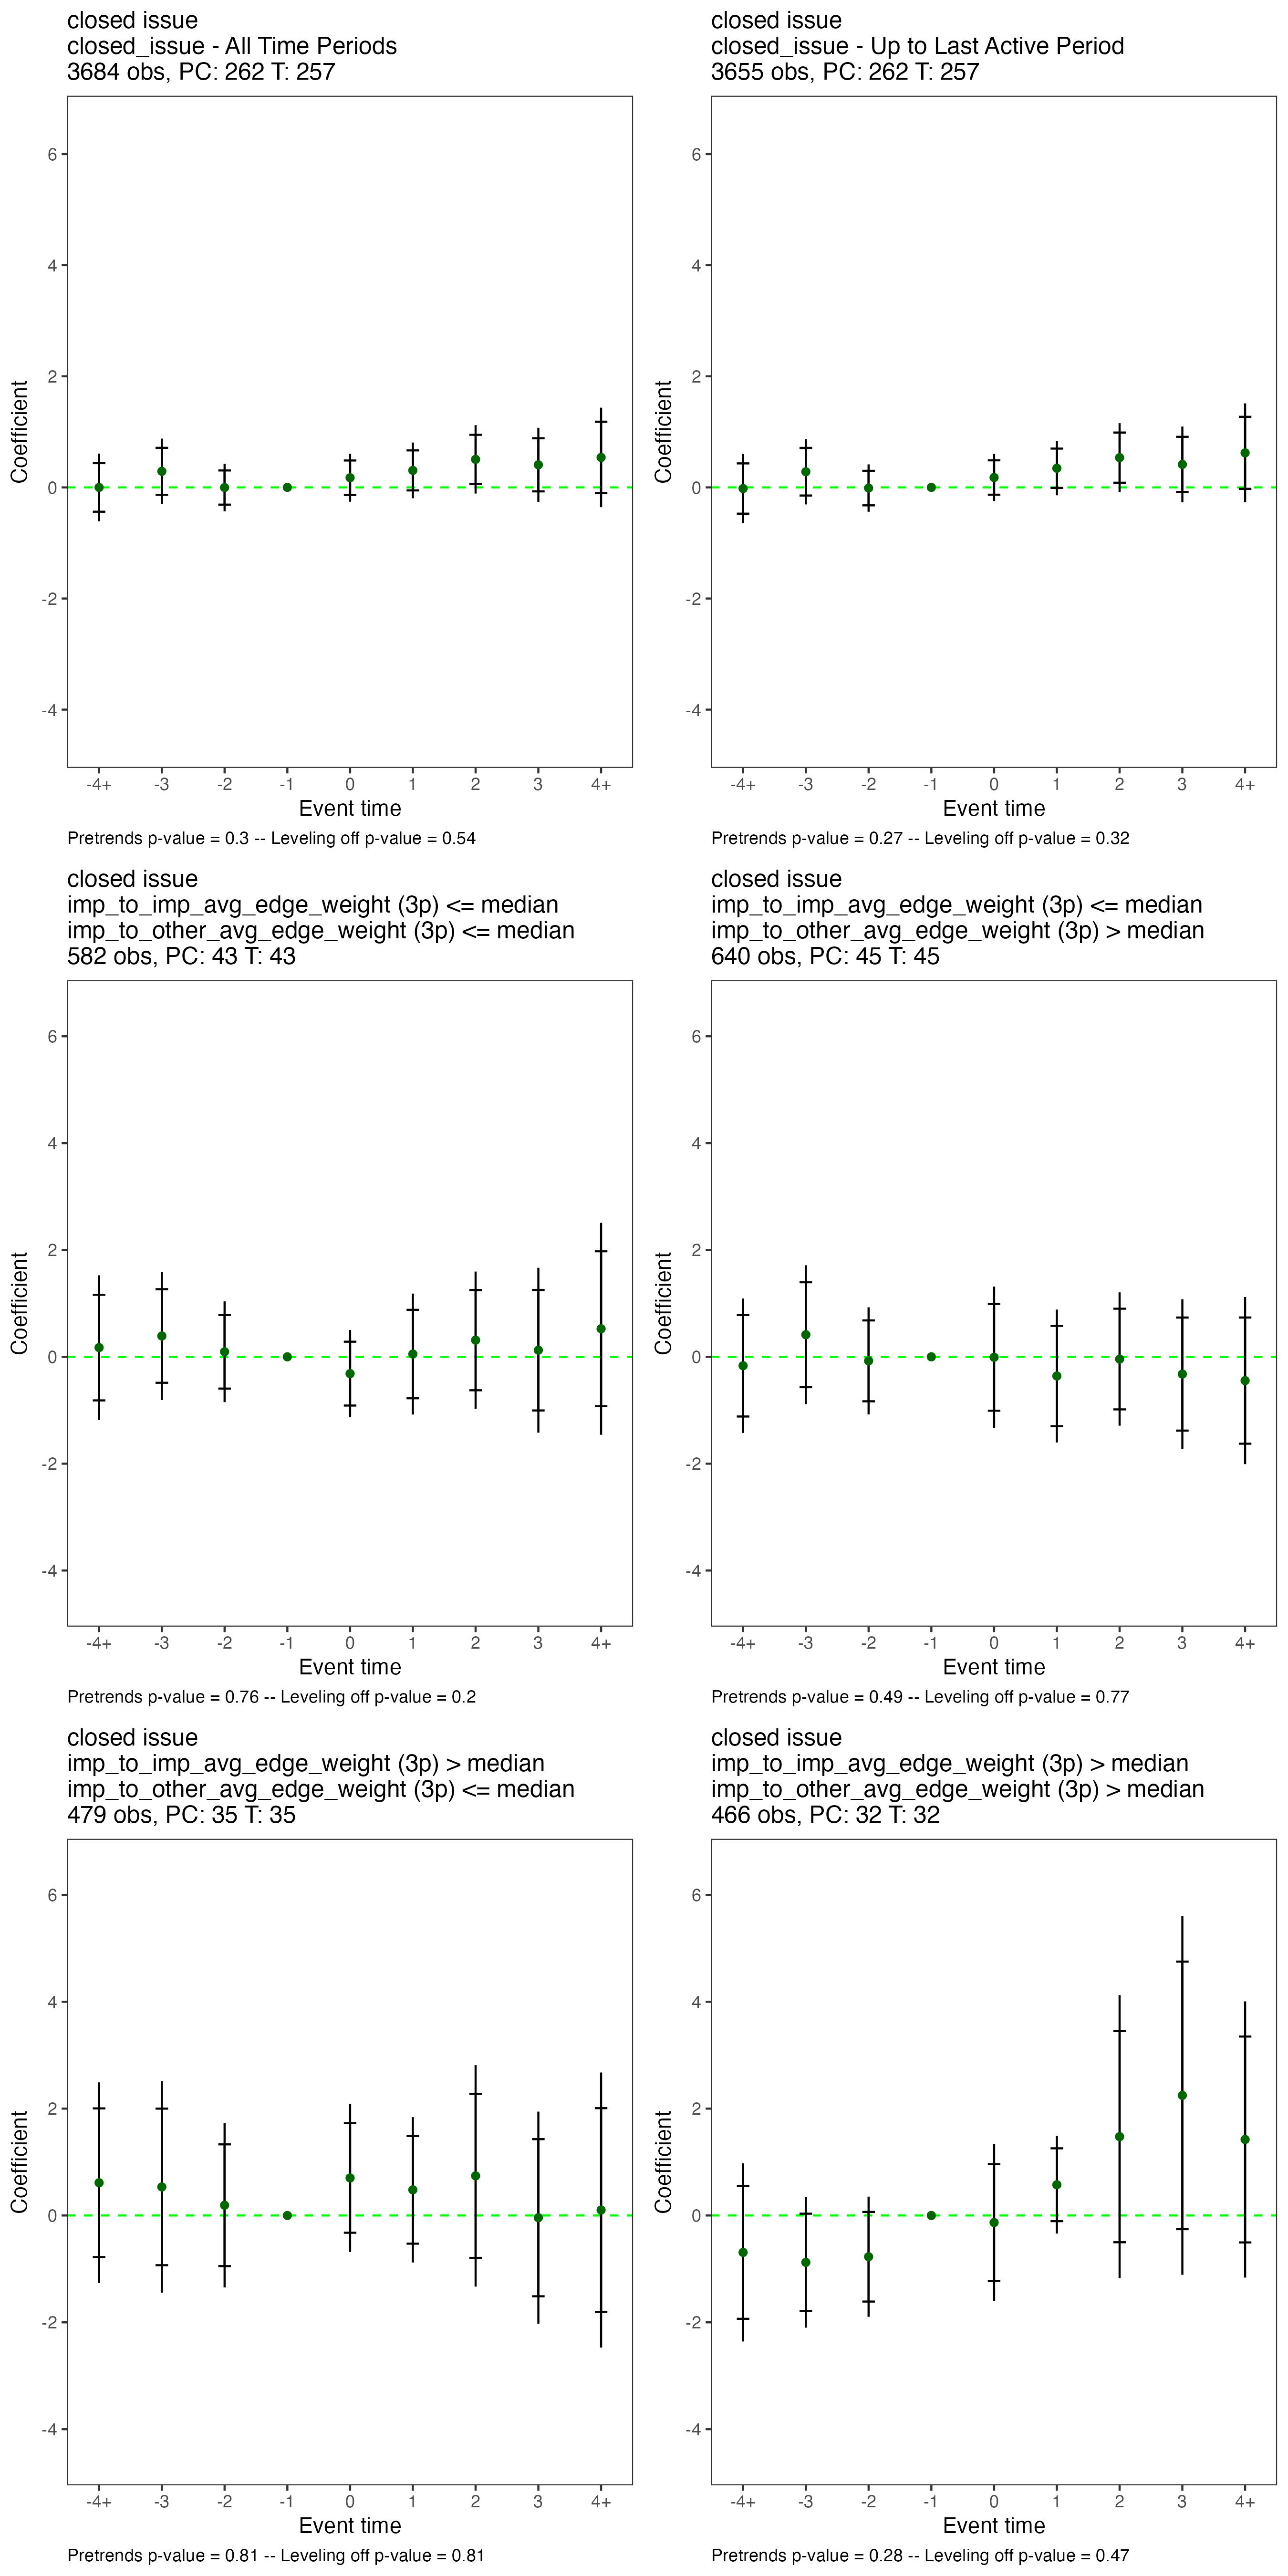 closed issue
closed_issue - All Time Periods
3684 obs, PC: 262 T: 257
6
4
2
0
-2
-4
Coefficient
-4+ -3 -2 -1 0 1 2 3 4+
Event time
Pretrends p-value = 0.3 -- Leveling off p-value = 0.54
closed issue
closed_issue - Up to Last Active Period
3655 obs, PC: 262 T: 257
6
4
2
0
-2
-4
Coefficient
-4+ -3 -2 -1 0 1 2 3 4+
Event time
Pretrends p-value = 0.27 -- Leveling off p-value = 0.32
closed issue
imp_to_imp_avg_edge_weight (3p) <= median
imp_to_other_avg_edge_weight (3p) <= median
582 obs, PC: 43 T: 43
6
4
2
0
-2
-4
Coefficient
-4+ -3 -2 -1 0 1 2 3 4+
Event time
Pretrends p-value = 0.76 -- Leveling off p-value = 0.2
closed issue
imp_to_imp_avg_edge_weight (3p) <= median
imp_to_other_avg_edge_weight (3p) > median
640 obs, PC: 45 T: 45
6
4
2
0
-2
-4
Coefficient
-4+ -3 -2 -1 0 1 2 3 4+
Event time
Pretrends p-value = 0.49 -- Leveling off p-value = 0.77
closed issue
imp_to_imp_avg_edge_weight (3p) > median
imp_to_other_avg_edge_weight (3p) <= median
479 obs, PC: 35 T: 35
6
4
2
0
-2
-4
Coefficient
-4+ -3 -2 -1 0 1 2 3 4+
Event time
Pretrends p-value = 0.81 -- Leveling off p-value = 0.81
closed issue
imp_to_imp_avg_edge_weight (3p) > median
imp_to_other_avg_edge_weight (3p) > median
466 obs, PC: 32 T: 32
6
4
2
0
-2
-4
Coefficient
-4+ -3 -2 -1 0 1 2 3 4+
Event time
Pretrends p-value = 0.28 -- Leveling off p-value = 0.47